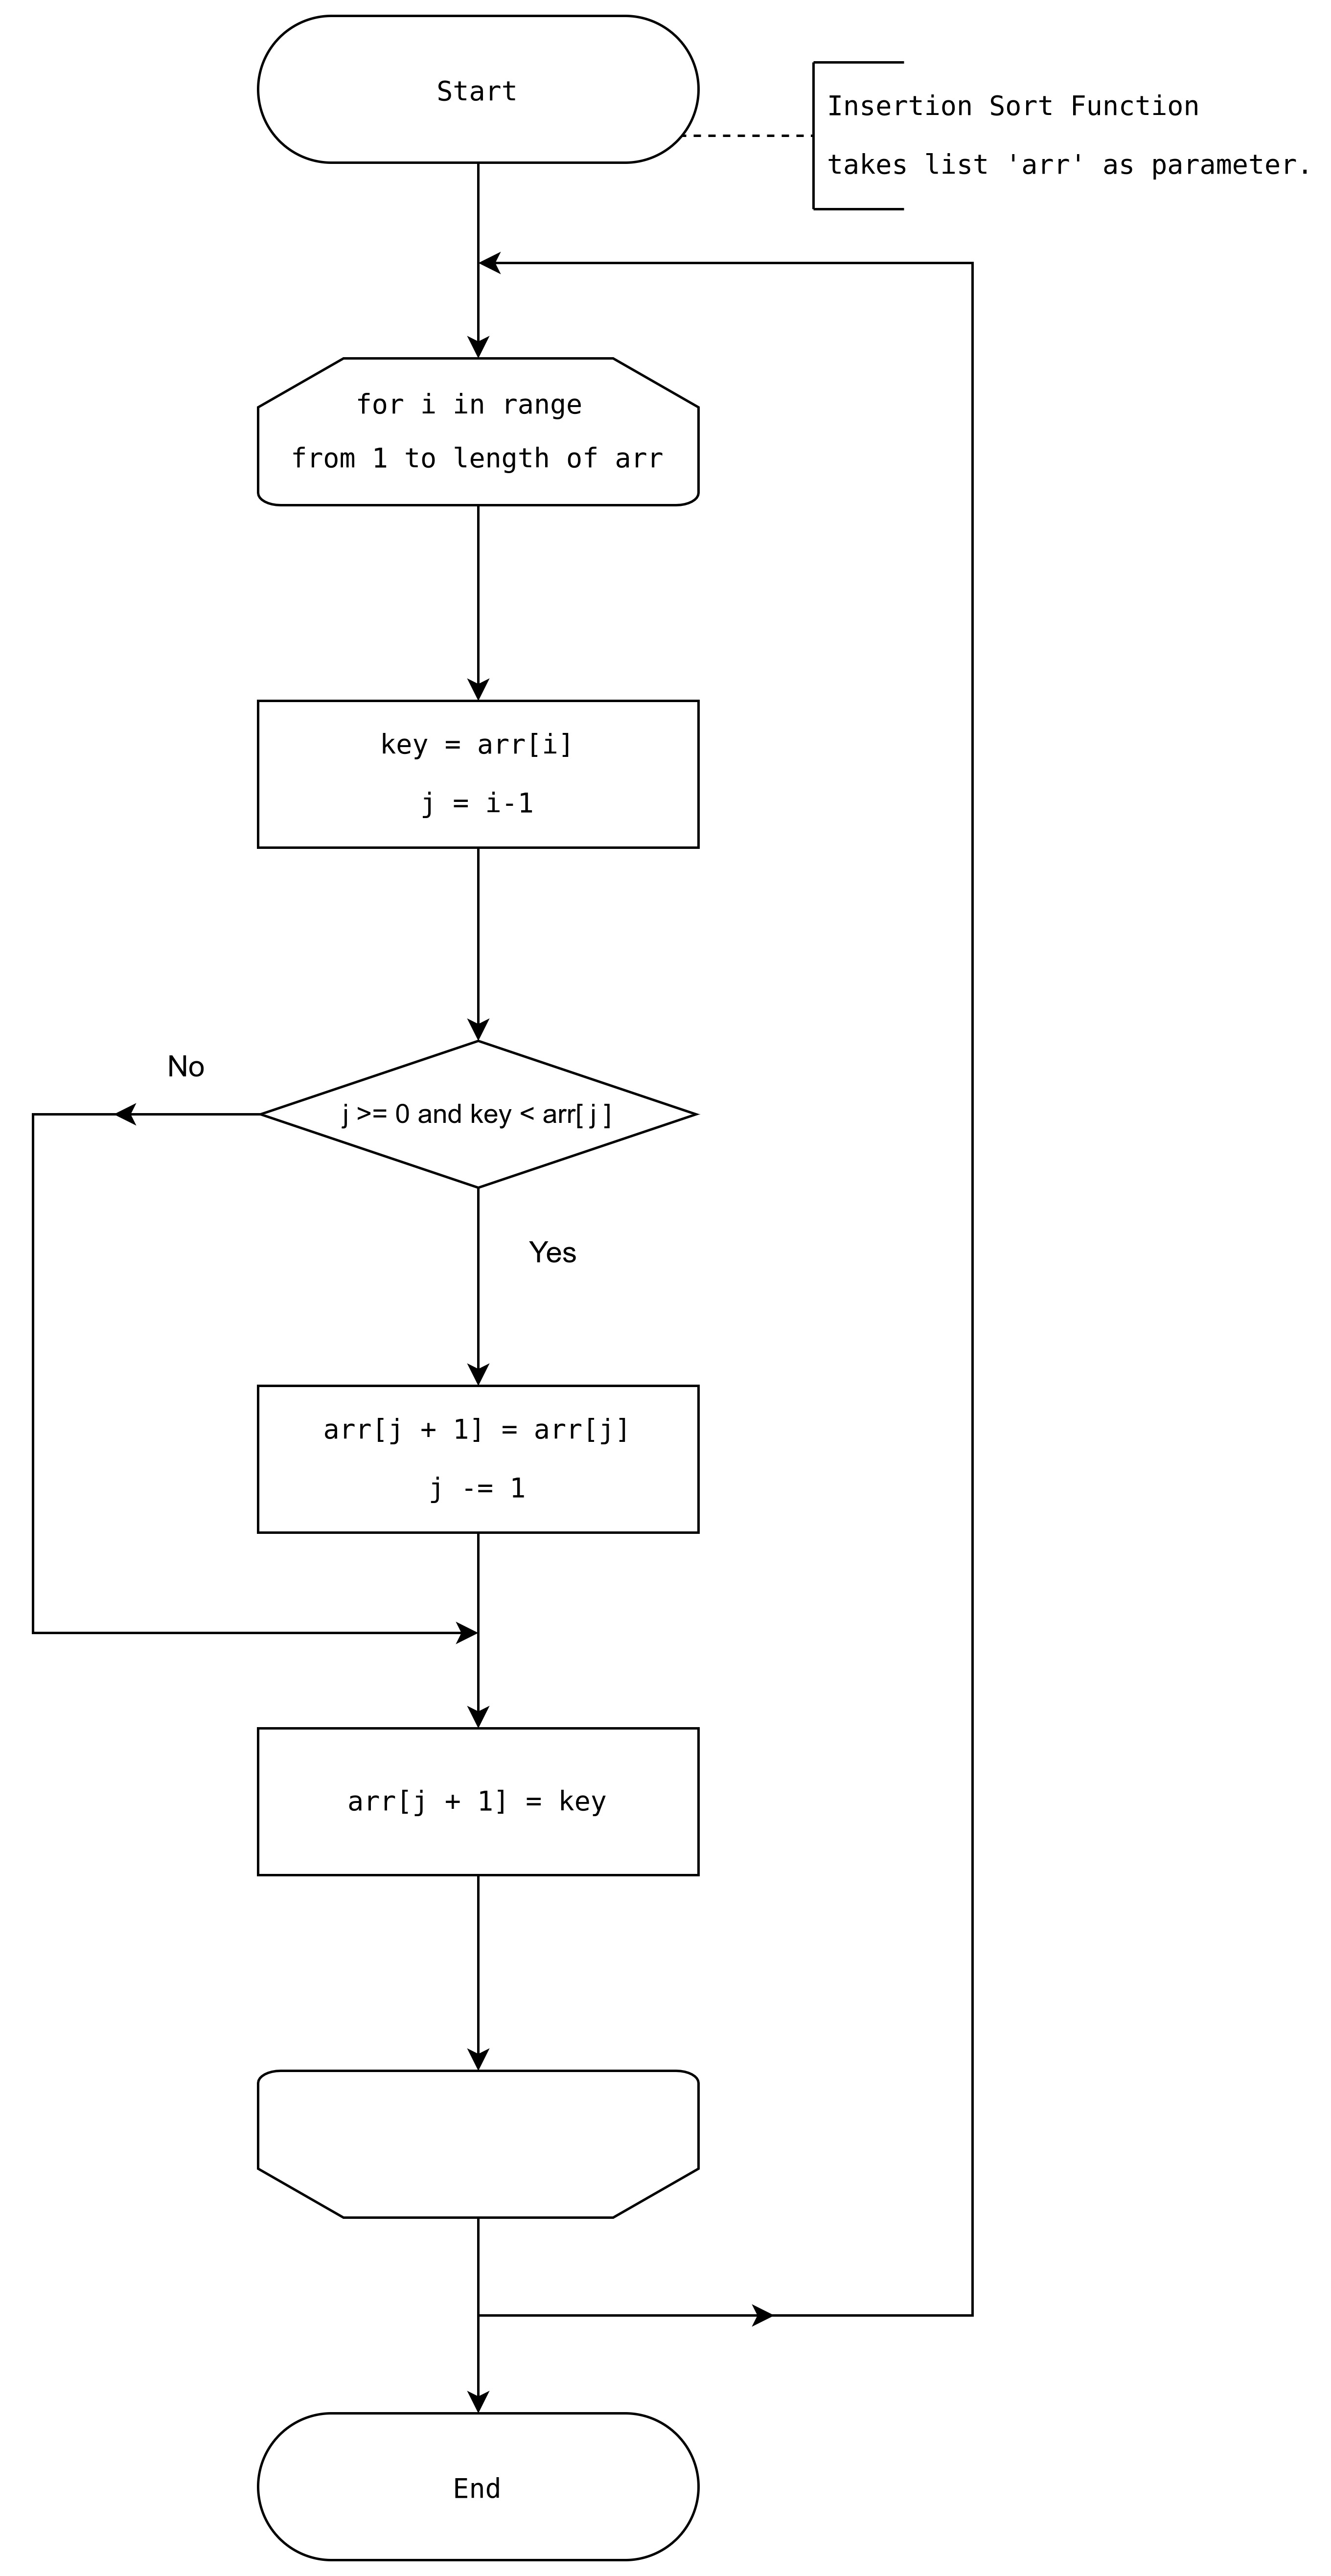 Start
Insertion Sort Function
takes list 'arr' as parameter.
for i in range
from 1 to length of arr
key = arr[i]
j = i-1
No
j >= 0 and key < arr[ j ]
Yes
arr[j + 1] = arr[j]
j -= 1
arr[j + 1] = key
End